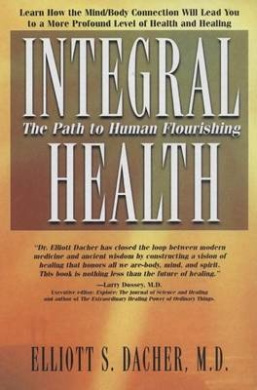 Learn How the Mind/Body Connection Will Lead You
to a More Profound Level of Health and Healing
INTEGRAL
The Path to Human Flourishing
HEALTH
"Dr. Elliott Dacher has closed the loop between modern
medicine and ancient wisdom by constructing a vision of
healing that honors all we are-body, mind, and spirit.
This book is nothing less than the future of healing."
—Larry Dossey, M.D.
Executive editor: Explore: The Journal of Science and Healing
and author of The Extraordinary Healing Power of Ordinary Things.
ELLIOTT S. DACHER, M.D.